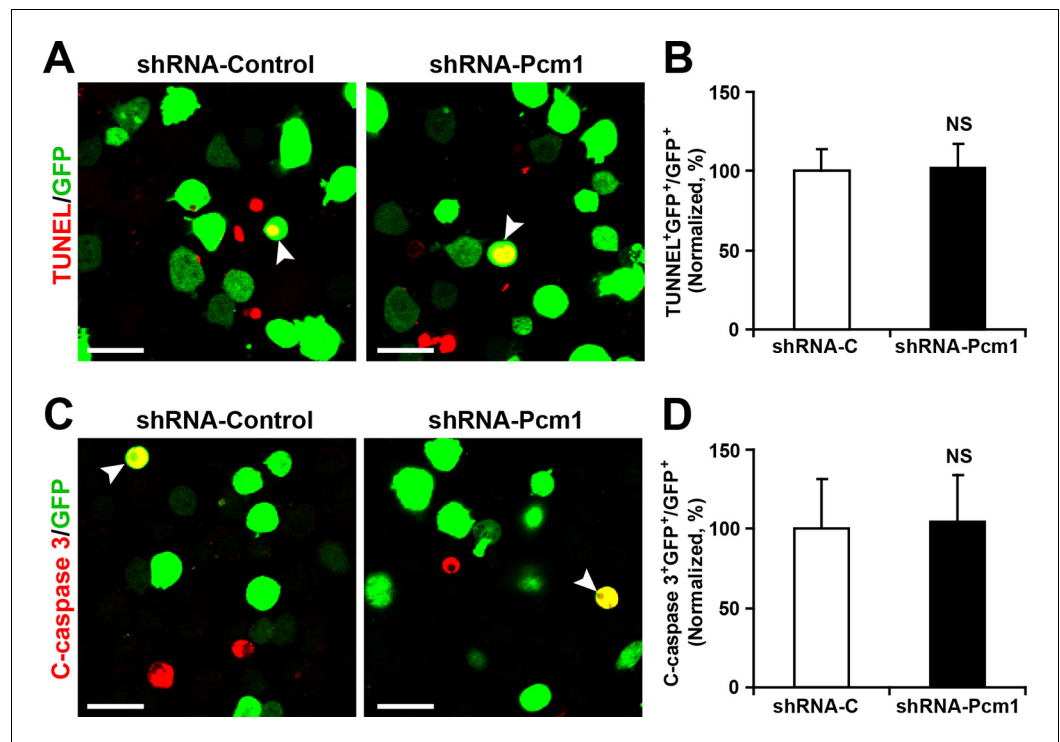 A
shRNA-Control
shRNA-Pcm1
TUNEL/GFP
B
TUNNEL+GFP+/GFP+
(Normalized, %)
150
100
50
0
NS
shRNA-C
shRNA-Pcm1
C
shRNA-Control
shRNA-Pcm1
C-caspase 3/GFP
D
C-caspase 3+GFP+/GFP+
(Normalized, %)
150
100
50
0
NS
shRNA-C
shRNA-Pcm1